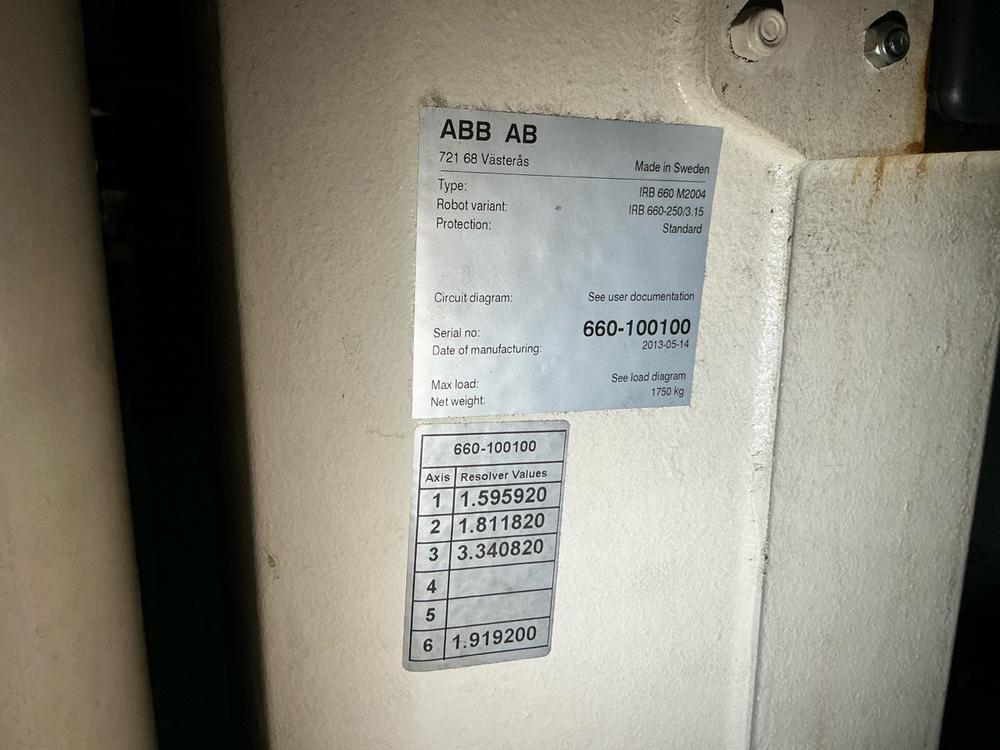 ABB AB
721 68 Västerås
Made in Sweden
Type: IRB 660 M2004
Robot variant: IRB 660-250/3.15
Protection: Standard
Circuit diagram: See user documentation
Serial no: 660-100100
Date of manufacturing: 2013-05-14
Max load: See load diagram
Net weight: 1750 kg
660-100100
Axis Resolver Values
1 1.595920
2 1.811820
3 3.340820
4
5
6 1.919200